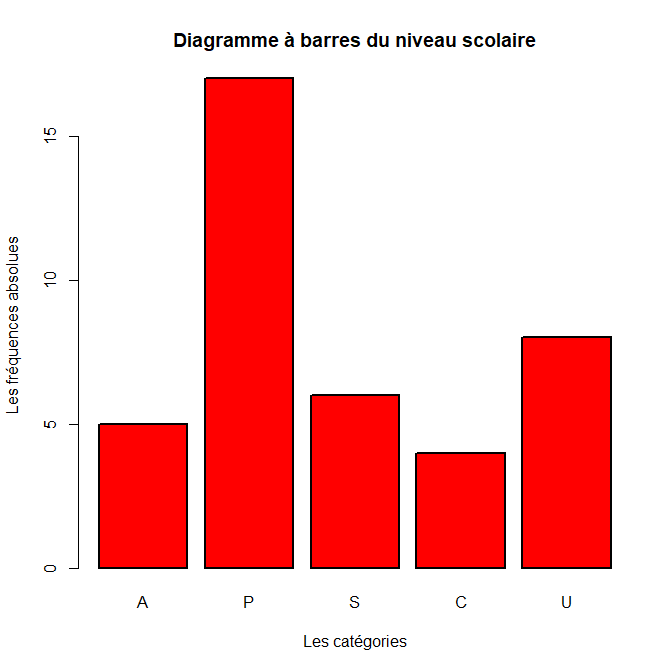 Diagramme à barres du niveau scolaire
Les fréquences absolues
15
10
5
0
A P S C U
Les catégories